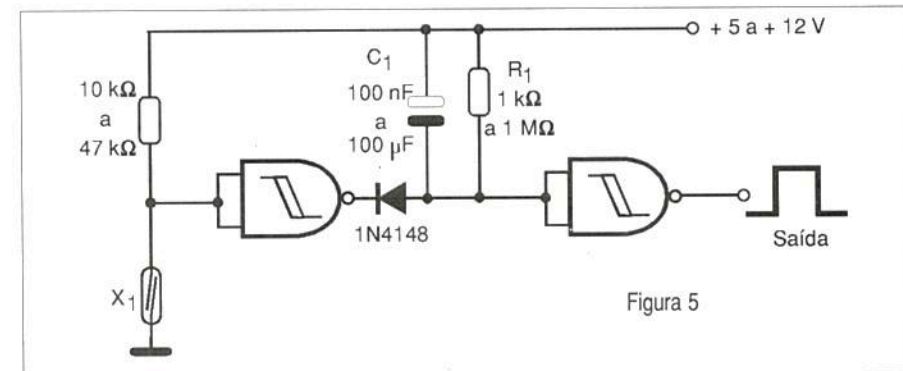 + 5 a + 12 V
C1
100 nF
a
100 µF
R1
1 kΩ
a 1 MΩ
10 kΩ
a
47 kΩ
1N4148
X1
Saída
Figura 5